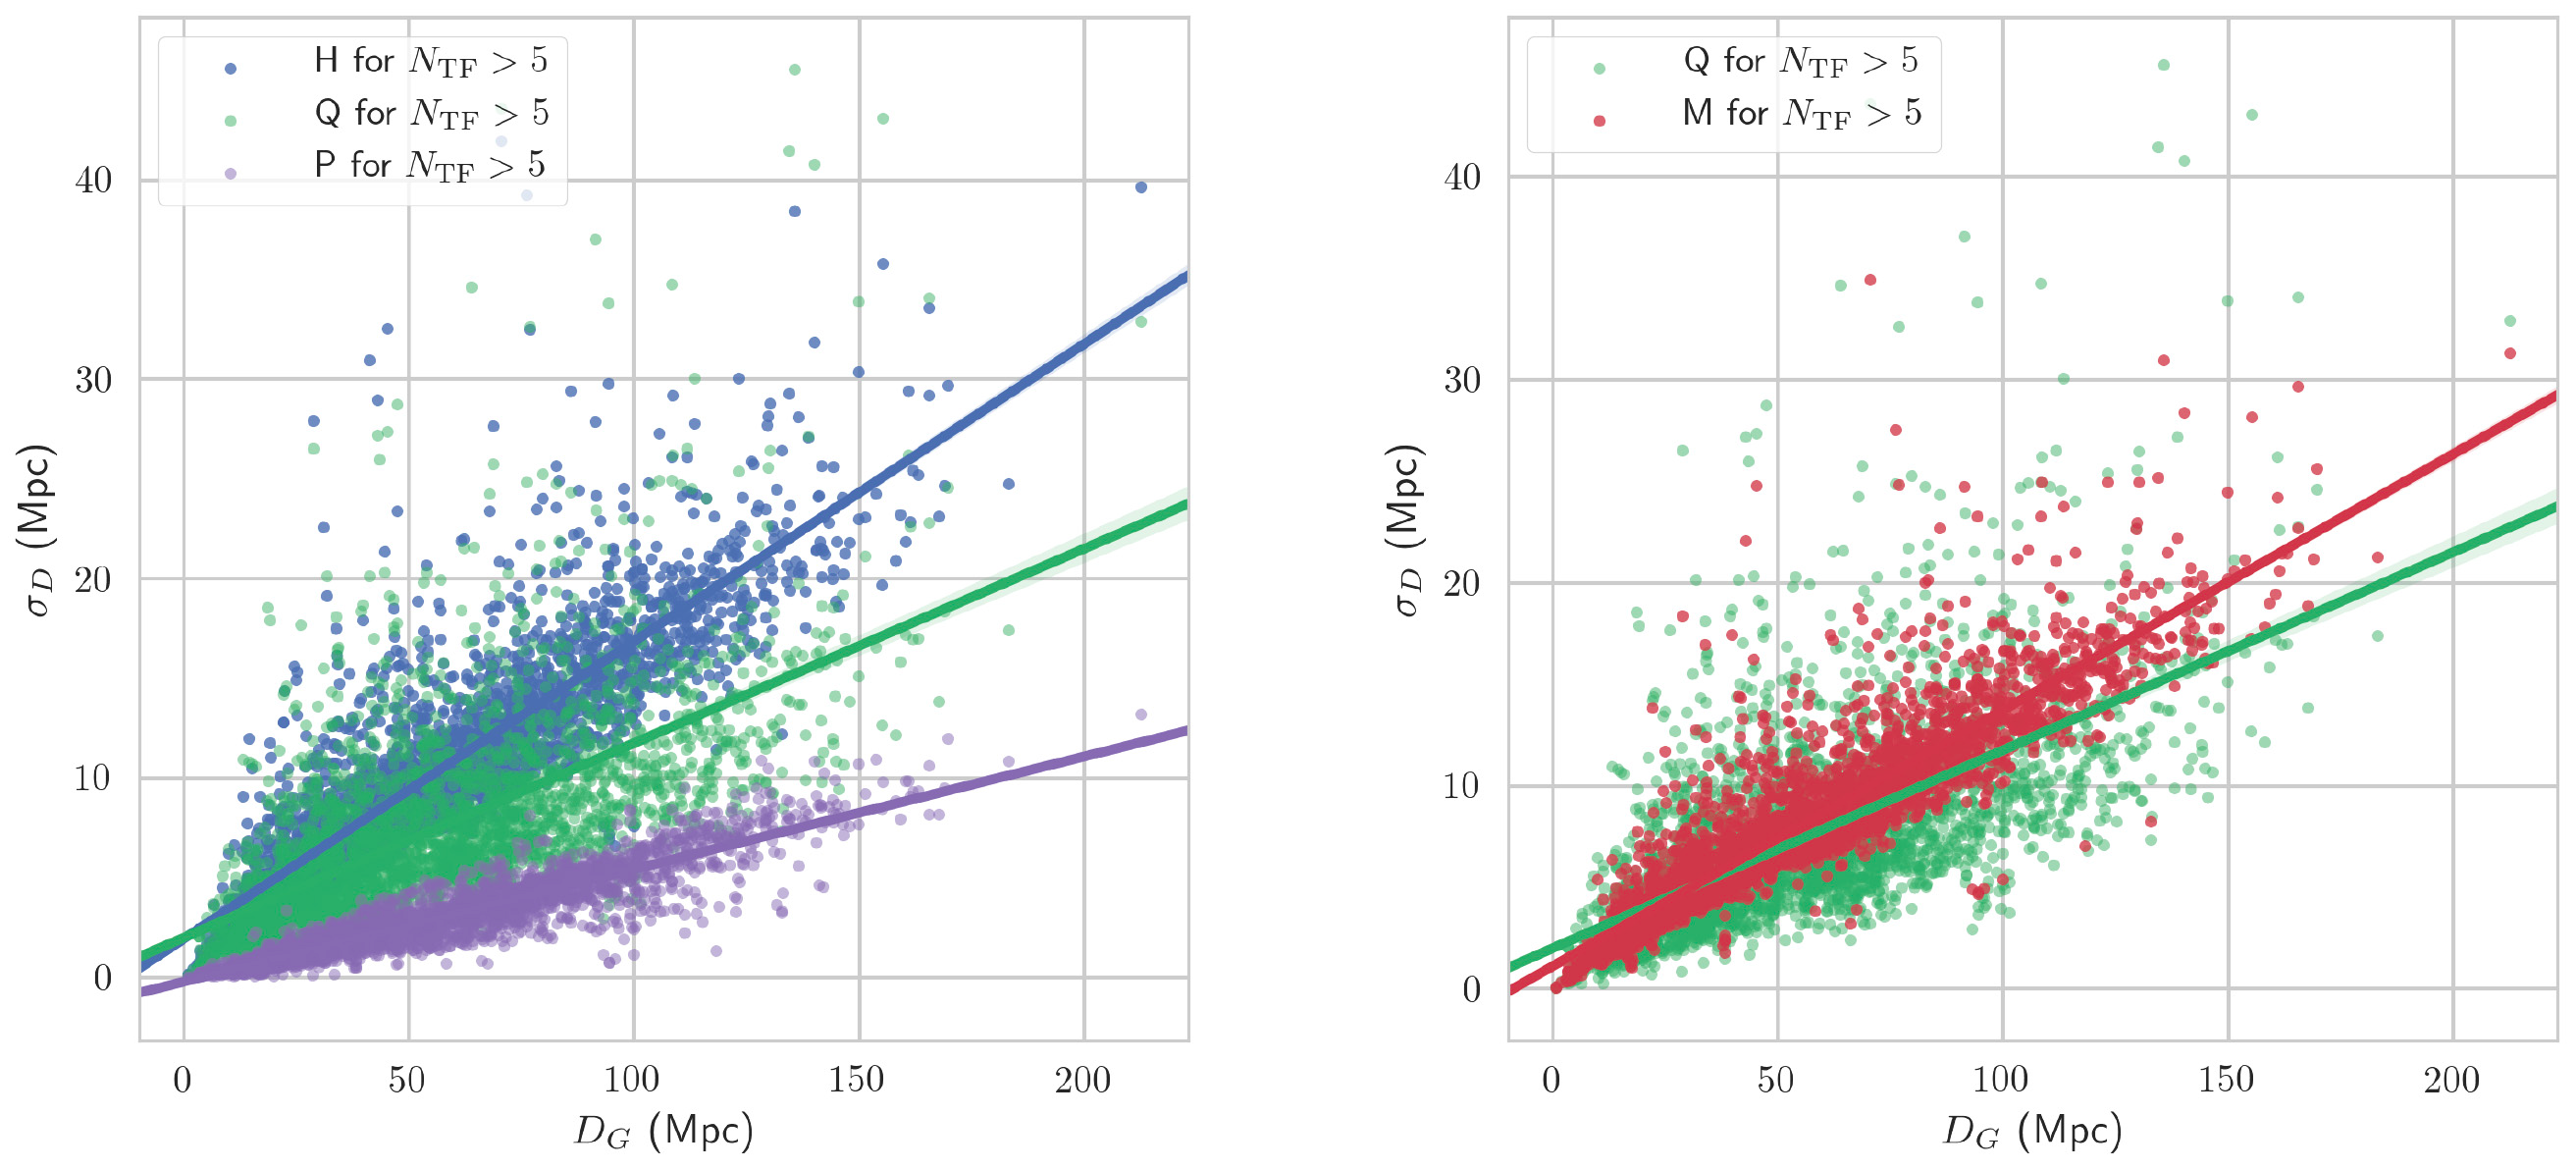 H for N_TF > 5
Q for N_TF > 5
P for N_TF > 5
40
30
20
10
0
σ_D (Mpc)
0 50 100 150 200
D_G (Mpc)
Q for N_TF > 5
M for N_TF > 5
40
30
20
10
0
σ_D (Mpc)
0 50 100 150 200
D_G (Mpc)